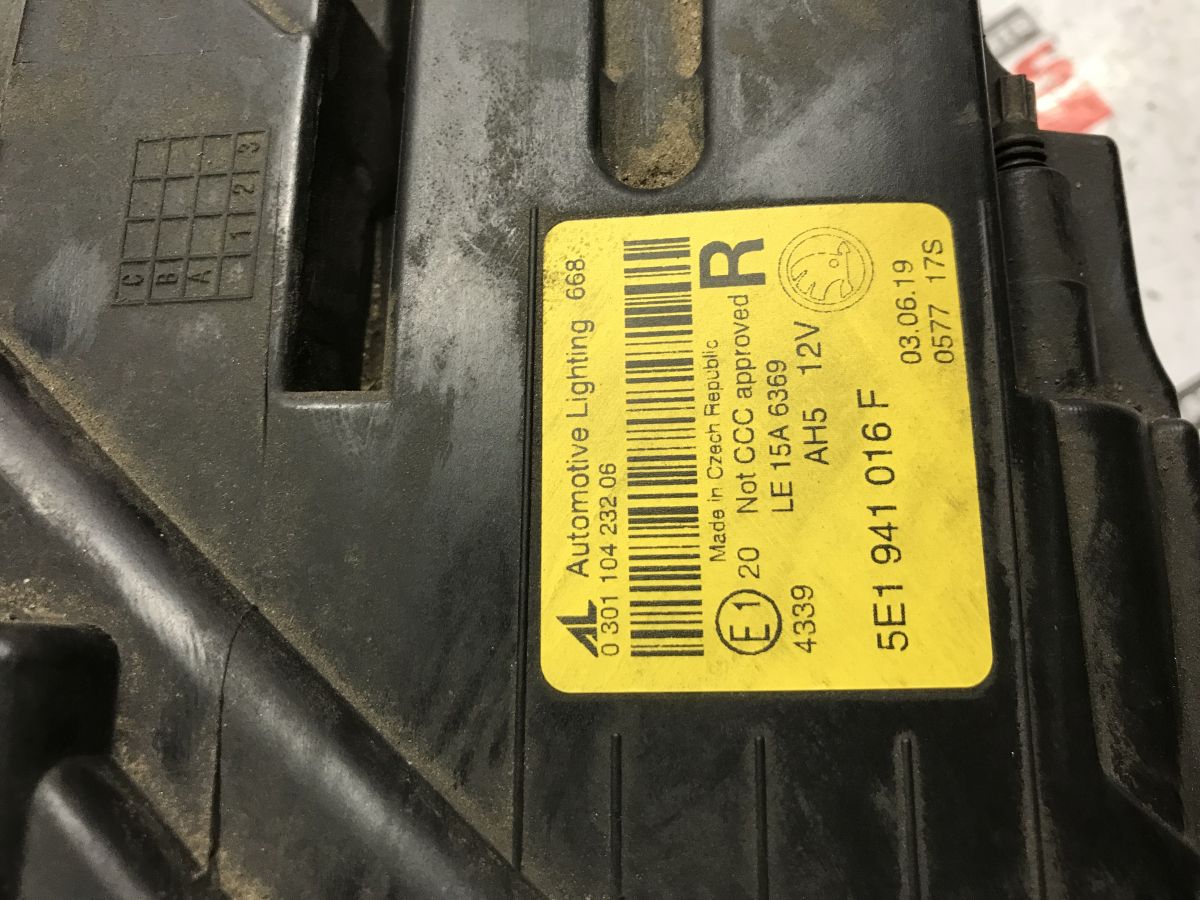 AL Automotive Lighting 668
0 301 104 232 06
R
Made in Czech Republic
E1 20 Not CCC approved
LE 15A 6369
4339 AH5 12V
5E1 941 016 F
03.06.19
0577 17S
1 2 3
A
B
C